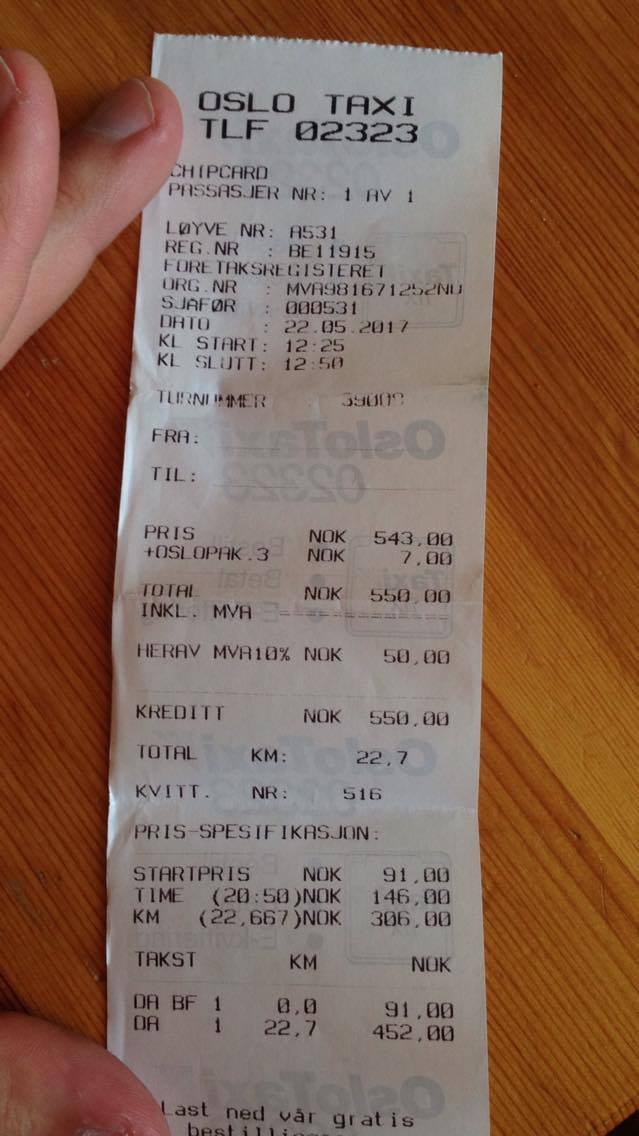 OSLO TAXI
TLF 02323
CHIPCARD
PASSASJER NR: 1 AV 1
LØYVE NR: A531
REG.NR : BE11915
FORETAKSREGISTERET
ORG.NR : MVA981671252NO
SJAFØR : 000531
DATO : 22.05.2017
KL START: 12:25
KL SLUTT: 12:50
TURNUMMER
FRA:
TIL:
PRIS NOK 543,00
+OSLOPAK.3 NOK 7,00
TOTAL NOK 550,00
INKL. MVA ================
HERAV MVA10% NOK 50,00
KREDITT NOK 550,00
TOTAL KM: 22,7
KVITT. NR: 516
PRIS-SPESIFIKASJON:
STARTPRIS NOK 91,00
TIME (20:50)NOK 146,00
KM (22,667)NOK 306,00
TAKST KM NOK
DA BF 1 0,0 91,00
DA 1 22,7 452,00
Last ned vår gratis